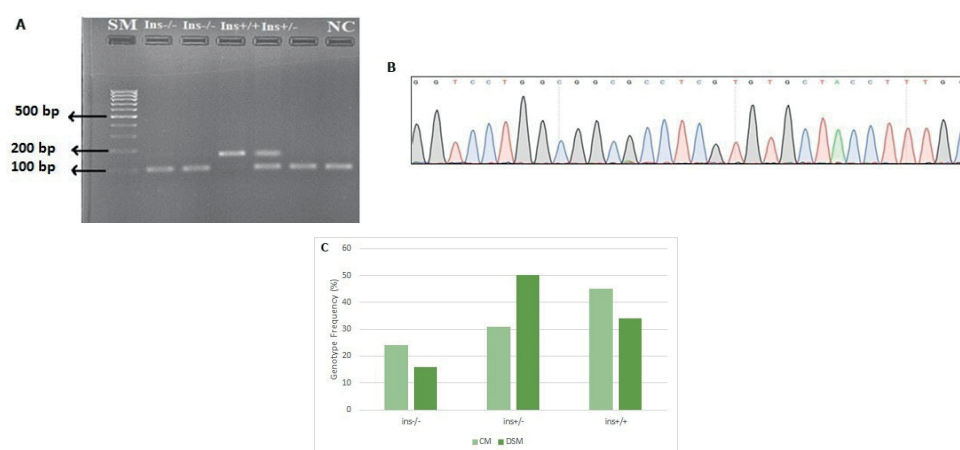 A
SM Ins-/- Ins-/- Ins+/+ Ins+/- NC
500 bp
200 bp
100 bp
B
G G T C C T G G C G G C G C C T C G T G T G C T A C C T T T G
C
60
50
40
30
20
10
0
Genotype Frequency (%)
ins-/- ins+/- ins+/+
CM DSM